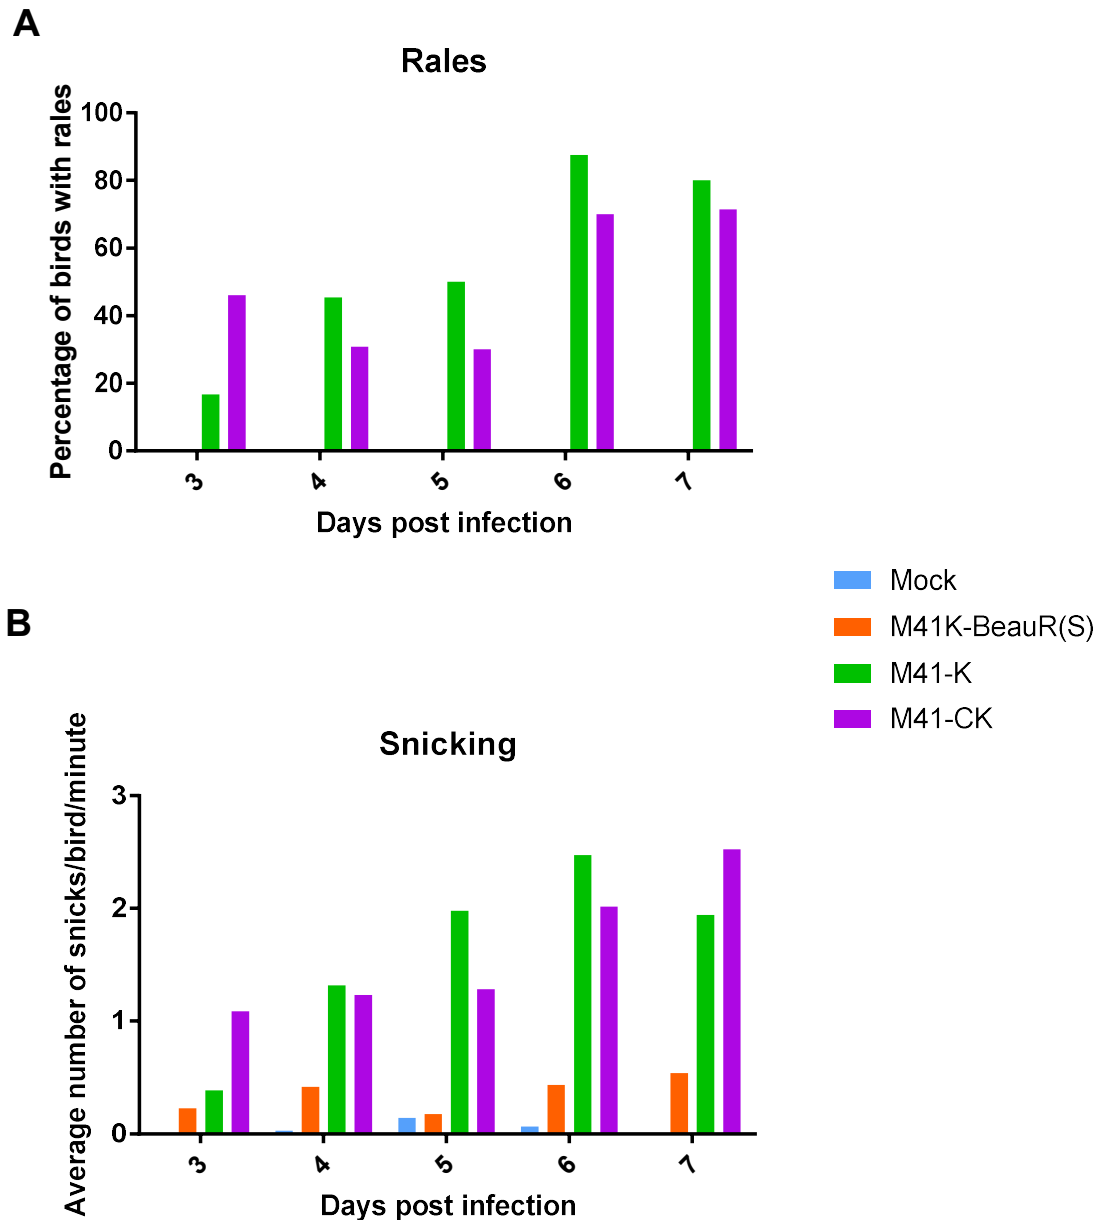 A
Rales
Percentage of birds with rales
100
80
60
40
20
0
3 4 5 6 7
Days post infection
Mock
M41K-BeauR(S)
M41-K
M41-CK
B
Snicking
Average number of snicks/bird/minute
3
2
1
0
3 4 5 6 7
Days post infection